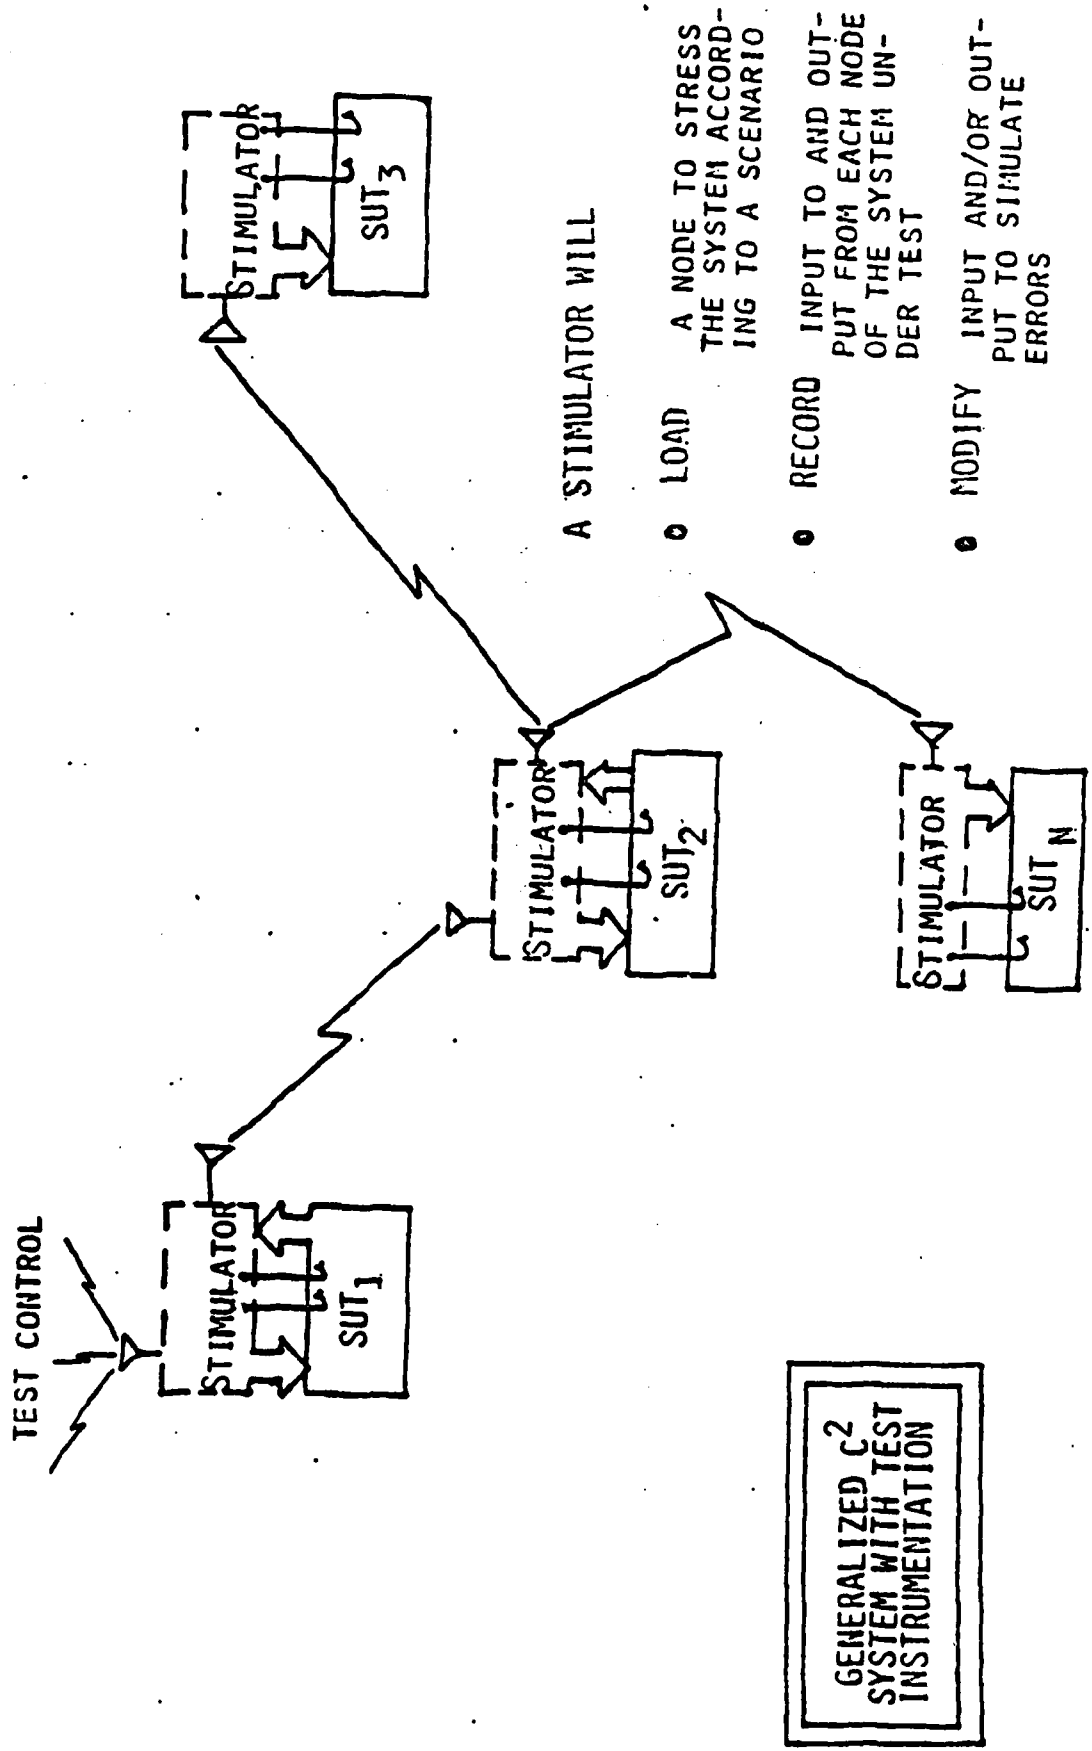 TEST CONTROL
STIMULATOR
SUT1
STIMULATOR
SUT2
STIMULATOR
SUT3
STIMULATOR
SUT N
A STIMULATOR WILL
LOAD A NODE TO STRESS
THE SYSTEM ACCORD-
ING TO A SCENARIO
RECORD INPUT TO AND OUT-
PUT FROM EACH NODE
OF THE SYSTEM UN-
DER TEST
MODIFY INPUT AND/OR OUT-
PUT TO SIMULATE
ERRORS
GENERALIZED C2
SYSTEM WITH TEST
INSTRUMENTATION